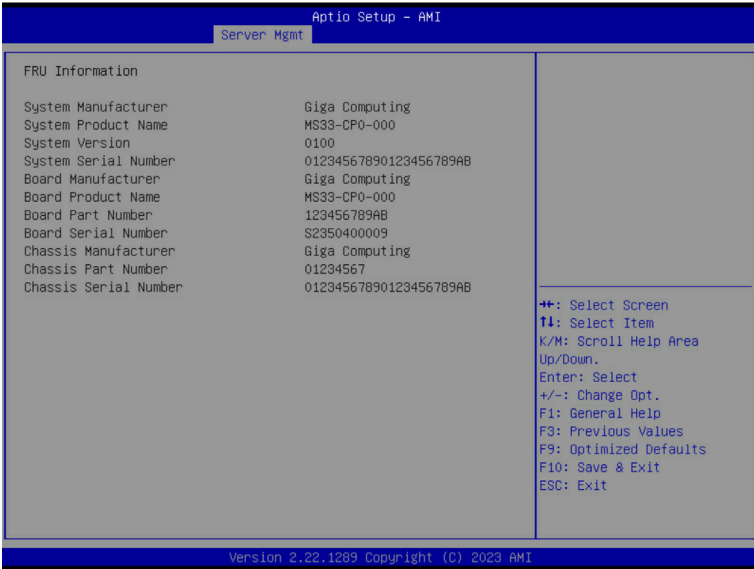 Aptio Setup – AMI
Server Mgmt
FRU Information
System Manufacturer Giga Computing
System Product Name MS33-CP0-000
System Version 0100
System Serial Number 01234567890123456789AB
Board Manufacturer Giga Computing
Board Product Name MS33-CP0-000
Board Part Number 123456789AB
Board Serial Number S2350400009
Chassis Manufacturer Giga Computing
Chassis Part Number 01234567
Chassis Serial Number 01234567890123456789AB
→←: Select Screen
↑↓: Select Item
K/M: Scroll Help Area
Up/Down.
Enter: Select
+/-: Change Opt.
F1: General Help
F3: Previous Values
F9: Optimized Defaults
F10: Save & Exit
ESC: Exit
Version 2.22.1289 Copyright (C) 2023 AMI